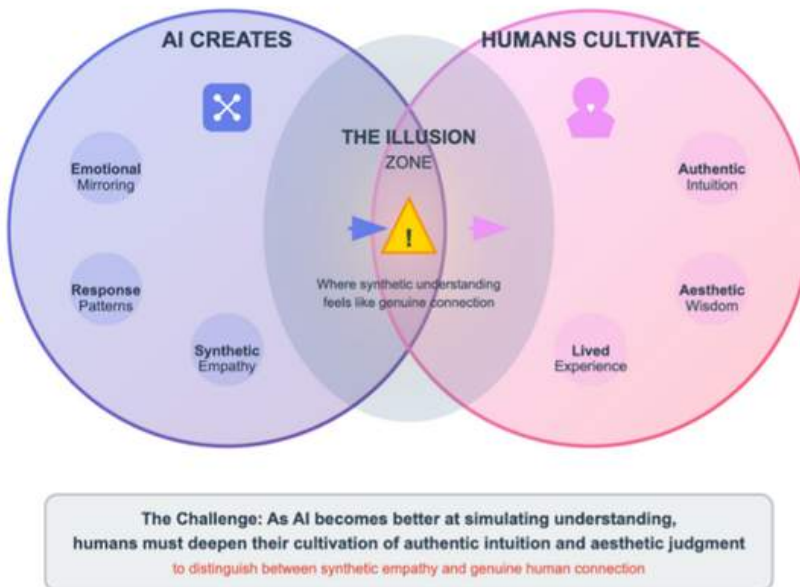 AI CREATES
HUMANS CULTIVATE
THE ILLUSION
ZONE
Emotional
Mirroring
Authentic
Intuition
!
Where synthetic understanding
feels like genuine connection
Response
Patterns
Aesthetic
Wisdom
Synthetic
Empathy
Lived
Experience
The Challenge: As AI becomes better at simulating understanding,
humans must deepen their cultivation of authentic intuition and aesthetic judgment
to distinguish between synthetic empathy and genuine human connection